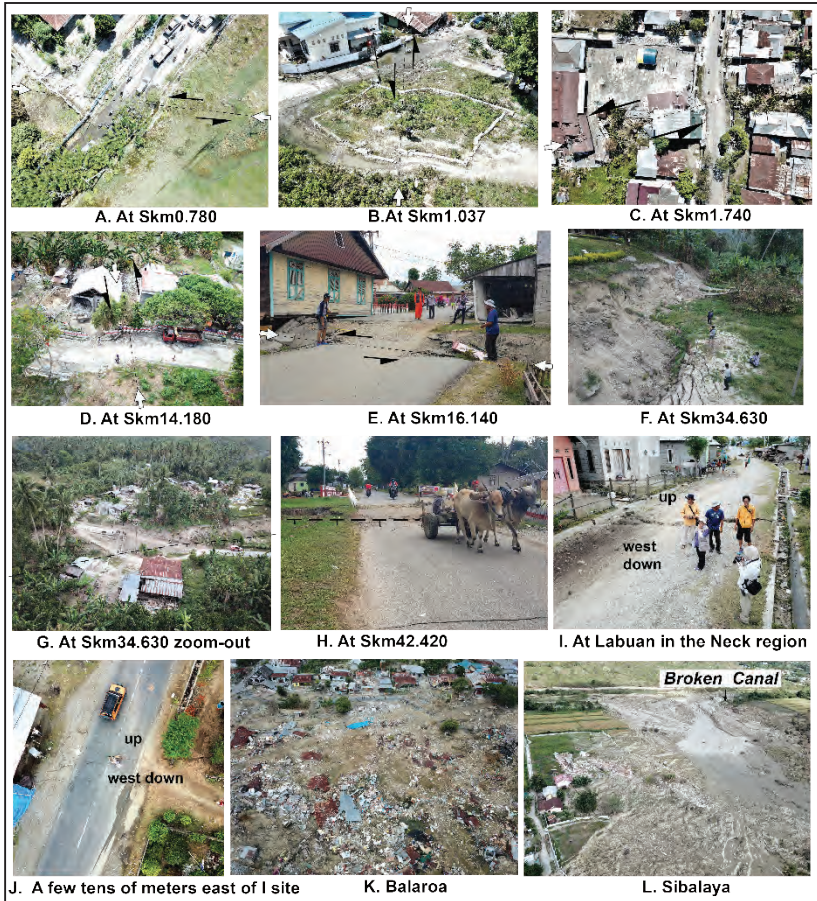 A. At Skm0.780
B.At Skm1.037
C. At Skm1.740
D. At Skm14.180
E. At Skm16.140
F. At Skm34.630
G. At Skm34.630 zoom-out
H. At Skm42.420
up
west
down
I. At Labuan in the Neck region
up
west down
J. A few tens of meters east of I site
K. Balaroa
Broken Canal
L. Sibalaya